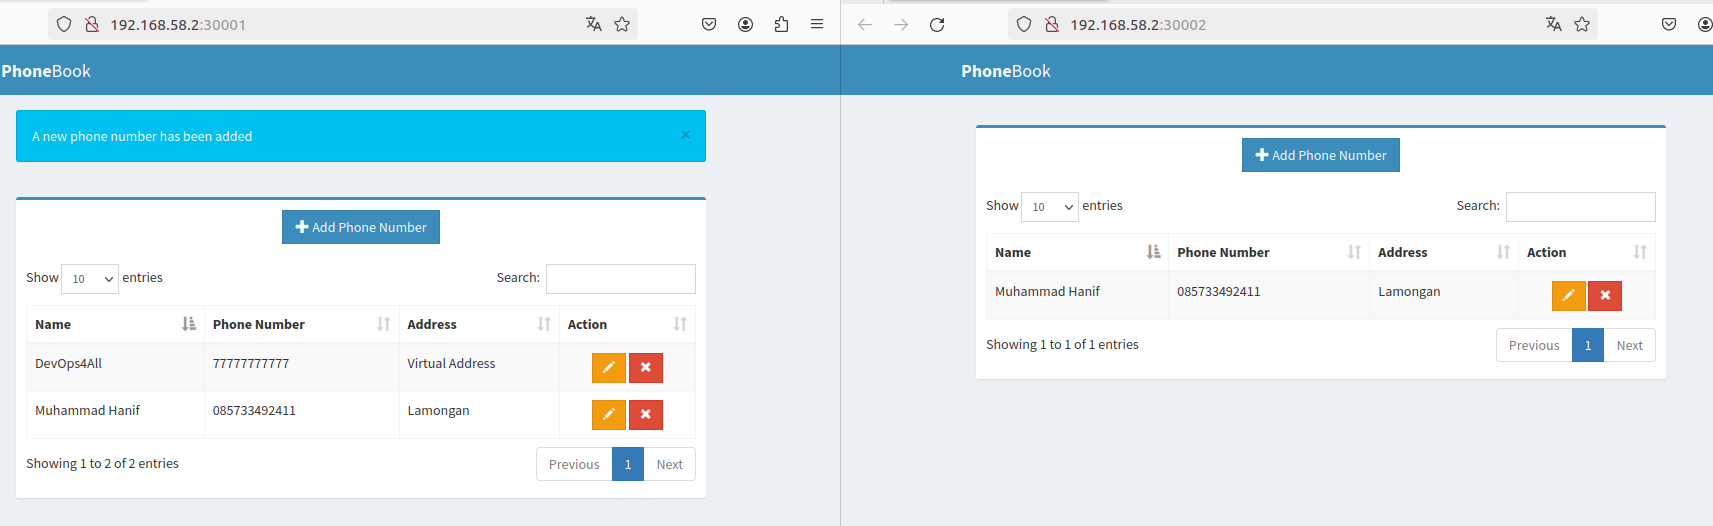 192.168.58.2:30001
PhoneBook
A new phone number has been added ×
Add Phone Number
Show 10 entries Search:
Name Phone Number Address Action
DevOps4All 77777777777 Virtual Address
Muhammad Hanif 085733492411 Lamongan
Showing 1 to 2 of 2 entries Previous 1 Next
192.168.58.2:30002
PhoneBook
Add Phone Number
Show 10 entries Search:
Name Phone Number Address Action
Muhammad Hanif 085733492411 Lamongan
Showing 1 to 1 of 1 entries Previous 1 Next